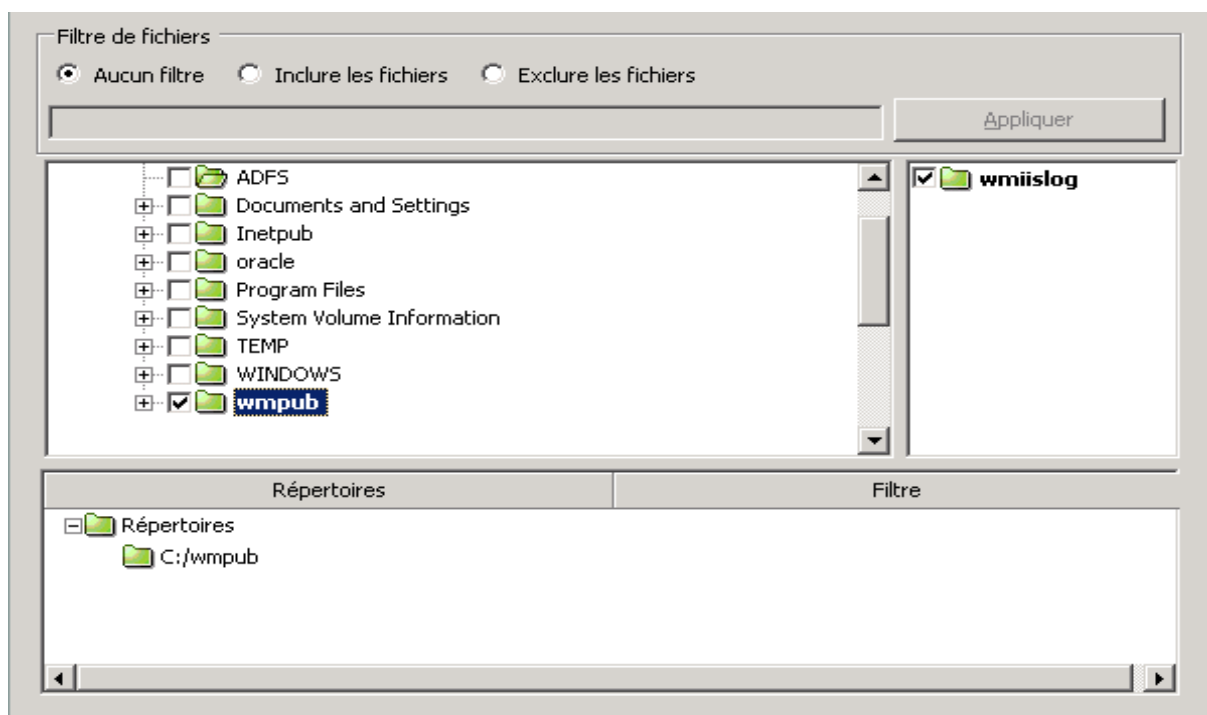 Filtre de fichiers
Aucun filtre Inclure les fichiers Exclure les fichiers
Appliquer
ADFS
Documents and Settings
Inetpub
oracle
Program Files
System Volume Information
TEMP
WINDOWS
wmpub
wmiislog
Répertoires Filtre
Répertoires
C:/wmpub